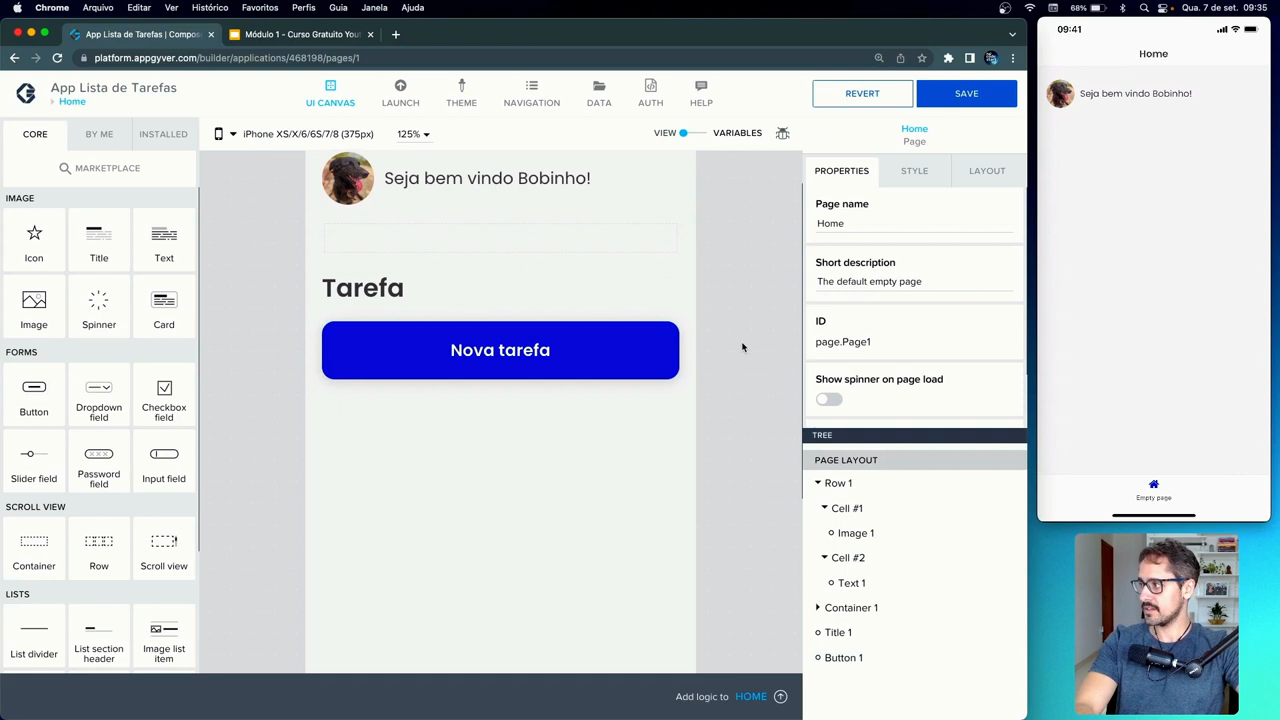 Chrome Arquivo Editar Ver Histórico Favoritos Perfis Guia Janela Ajuda
68%
Qua. 7 de set. 09:35
App Lista de Tarefas | Compos
Módulo 1 - Curso Gratuito Yout
platform.appgyver.com/builder/applications/468198/pages/1
App Lista de Tarefas
Home
UI CANVAS
LAUNCH
THEME
NAVIGATION
DATA
AUTH
HELP
REVERT
SAVE
CORE
BY ME
INSTALLED
iPhone XS/X/6/6S/7/8 (375px)
125%
VIEW
VARIABLES
Home
Page
MARKETPLACE
PROPERTIES
STYLE
LAYOUT
IMAGE
Icon
Title
Text
Image
Spinner
Card
FORMS
Button
Dropdown
field
Checkbox
field
Slider field
Password
field
Input field
SCROLL VIEW
Container
Row
Scroll view
LISTS
List divider
List section
header
Image list
item
Seja bem vindo Bobinho!
Tarefa
Nova tarefa
Page name
Home
Short description
The default empty page
ID
page.Page1
Show spinner on page load
TREE
PAGE LAYOUT
Row 1
Cell #1
Image 1
Cell #2
Text 1
Container 1
Title 1
Button 1
Add logic to HOME
09:41
Home
Seja bem vindo Bobinho!
Empty page